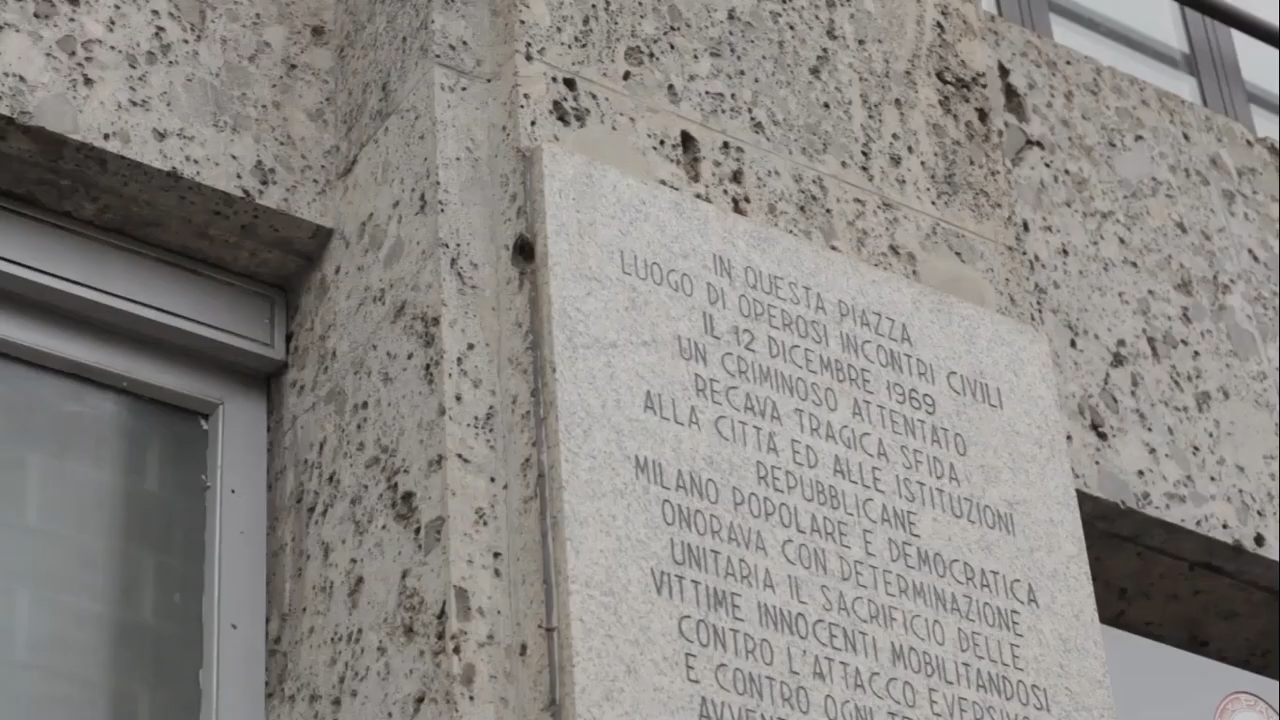 IN QUESTA PIAZZA
LUOGO DI OPEROSI INCONTRI CIVILI
IL 12 DICEMBRE 1969
UN CRIMINOSO ATTENTATO
RECAVA TRAGICA SFIDA
ALLA CITTÀ ED ALLE ISTITUZIONI
REPUBBLICANE
MILANO POPOLARE E DEMOCRATICA
ONORAVA CON DETERMINAZIONE
UNITARIA IL SACRIFICIO DELLE
VITTIME INNOCENTI MOBILITANDOSI
CONTRO L'ATTACCO EVERSIVO
E CONTRO OGNI